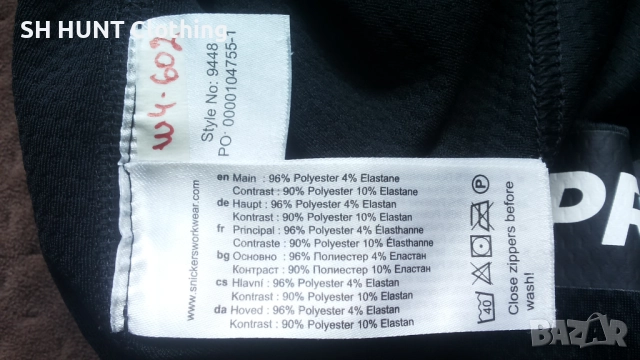 SH HUNT Clothing
W4-602
Style No: 9448
PO: 0000104755-1
www.snickersworkwear.com
en Main : 96% Polyester 4% Elastane
Contrast : 90% Polyester 10% Elastane
de Haupt : 96% Polyester 4% Elastan
Kontrast : 90% Polyester 10% Elastan
fr Principal : 96% Polyester 4% Élasthanne
Contraste : 90% Polyester 10% Élasthanne
bg Основно : 96% Полиестер 4% Еластан
Контраст : 90% Полиестер 10% Еластан
cs Hlavní : 96% Polyester 4% Elastan
Kontrast : 90% Polyester 10% Elastan
da Hoved : 96% Polyester 4% Elastan
Kontrast : 90% Polyester 10% Elastan
P
40
Close zippers before
wash!
PR
BAZAR